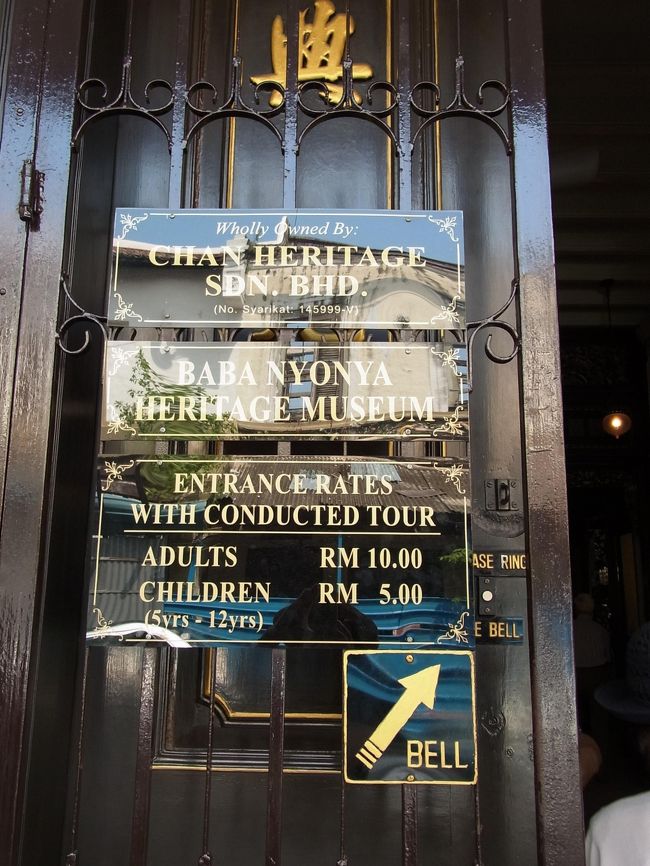 Wholly Owned By:
CHAN HERITAGE
SDN. BHD.
(No. Syarikat: 145999-V)
BABA NYONYA
HERITAGE MUSEUM
ENTRANCE RATES
WITH CONDUCTED TOUR
ADULTS RM 10.00
CHILDREN RM 5.00
(5yrs - 12yrs)
ASE RING
E BELL
BELL